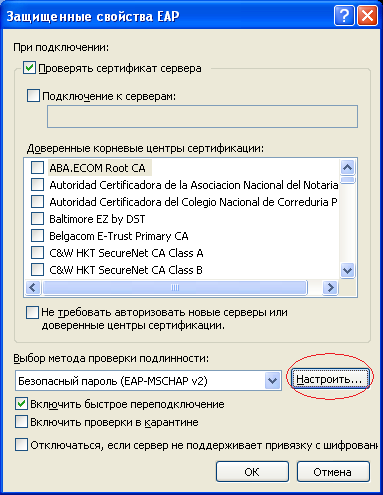 Защищенные свойства EAP
При подключении:
Проверять сертификат сервера
Подключение к серверам:
Доверенные корневые центры сертификации:
ABA.ECOM Root CA
Autoridad Certificadora de la Asociacion Nacional del Notaria
Autoridad Certificadora del Colegio Nacional de Correduria P
Baltimore EZ by DST
Belgacom E-Trust Primary CA
C&W HKT SecureNet CA Class A
C&W HKT SecureNet CA Class B
Не требовать авторизовать новые серверы или
доверенные центры сертификации.
Выбор метода проверки подлинности:
Безопасный пароль (EAP-MSCHAP v2)
Настроить...
Включить быстрое переподключение
Включить проверки в карантине
Отключаться, если сервер не поддерживает привязку с шифрован
ОК
Отмена